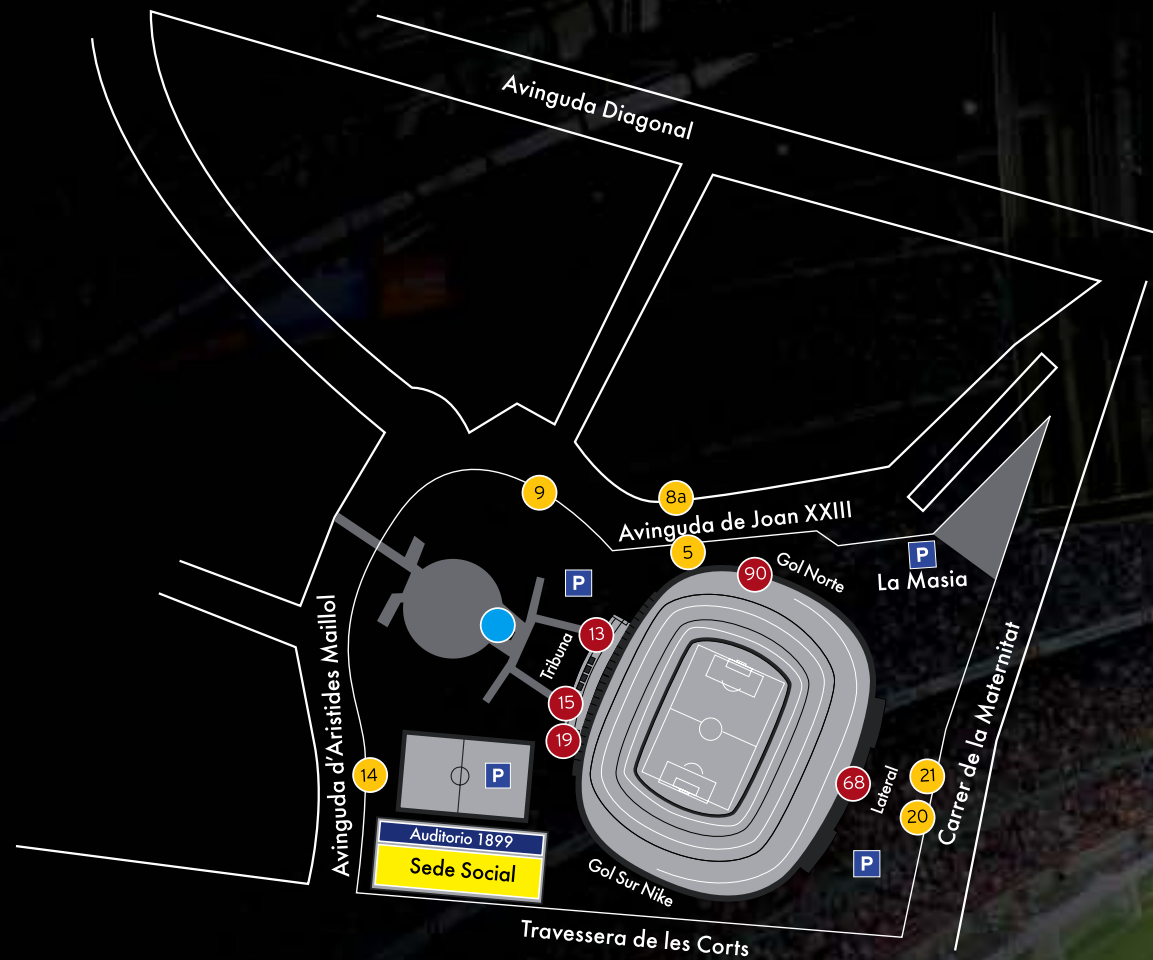 Avinguda Diagonal
9
8a
Avinguda de Joan XXIII
5
90
Gol Norte
P
P
La Masia
13
Tribuna
15
19
Avinguda d'Arístides Maillol
14
P
68
Lateral
21
20
Carrer de la Maternitat
P
Auditorio 1899
Sede Social
Gol Sur Nike
Travessera de les Corts